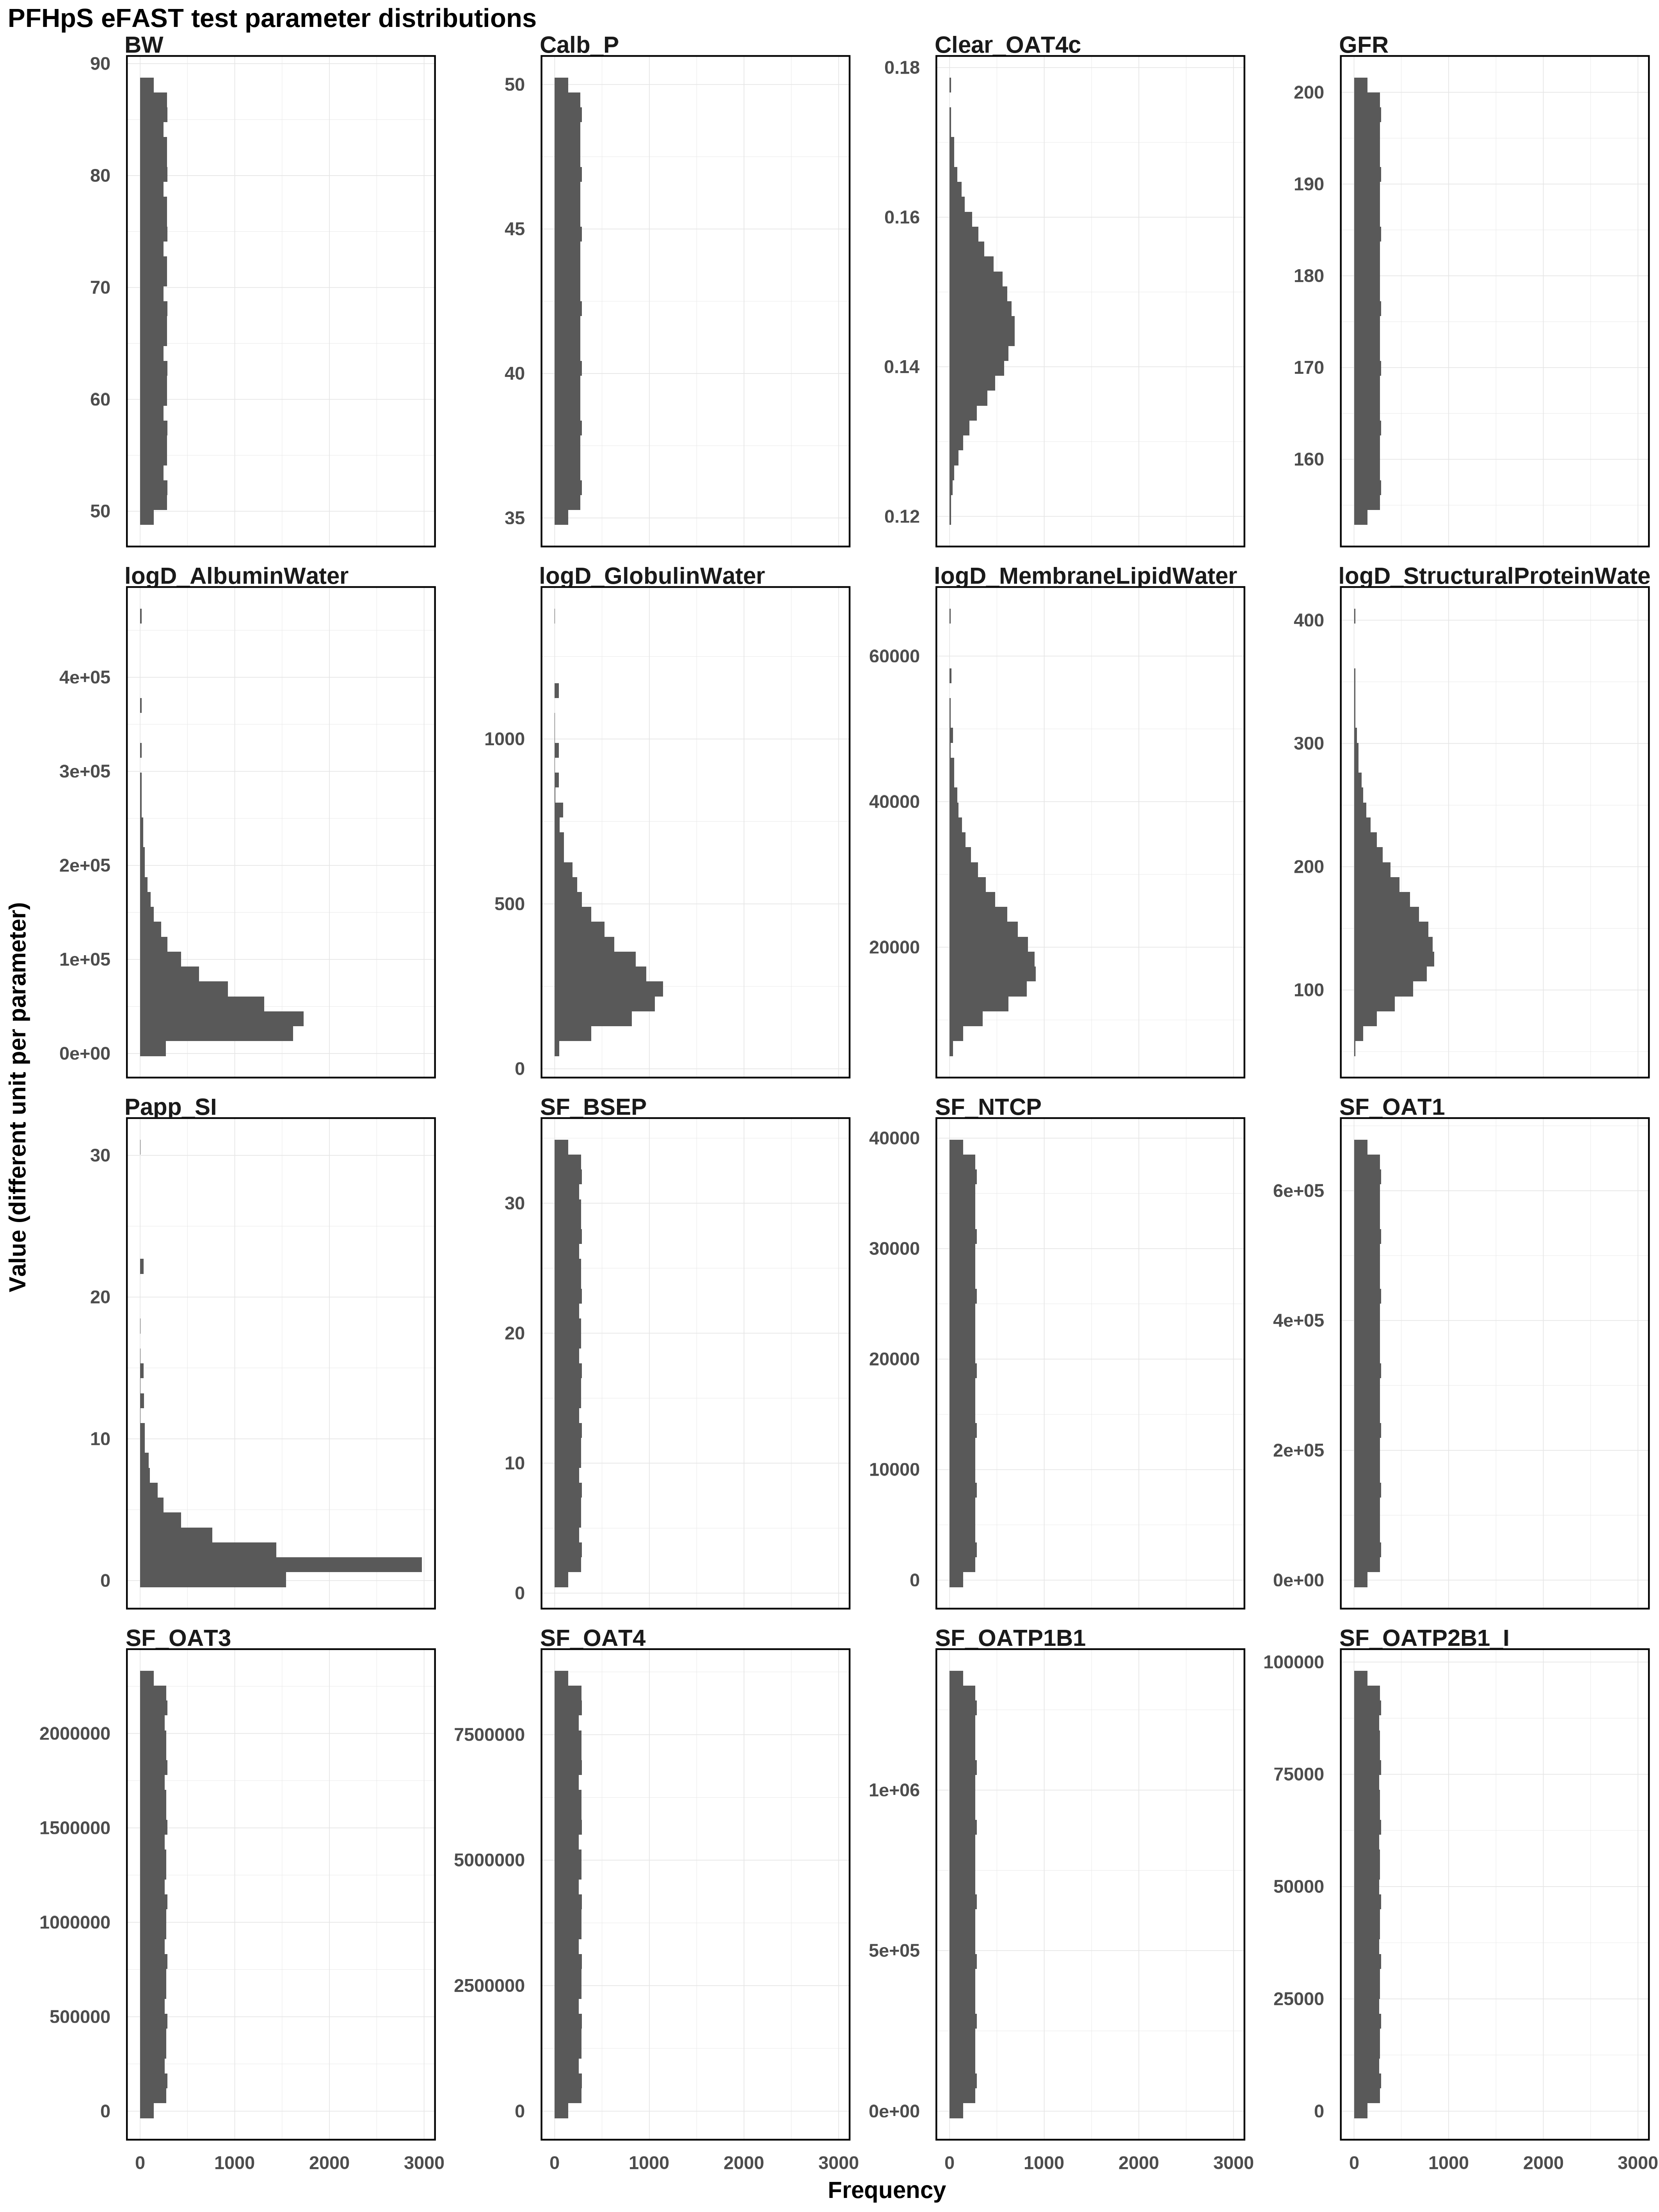 PFHpS eFAST test parameter distributions
BW
Calb_P
Clear_OAT4c
GFR
90
80
70
60
50
50
45
40
35
0.18
0.16
0.14
0.12
200
190
180
170
160
logD_AlbuminWater
logD_GlobulinWater
logD_MembraneLipidWater
logD_StructuralProteinWate
4e+05
3e+05
2e+05
1e+05
0e+00
1000
500
0
60000
40000
20000
400
300
200
100
Value (different unit per parameter)
Papp_SI
SF_BSEP
SF_NTCP
SF_OAT1
30
20
10
0
30
20
10
0
40000
30000
20000
10000
0
6e+05
4e+05
2e+05
0e+00
SF_OAT3
SF_OAT4
SF_OATP1B1
SF_OATP2B1_I
2000000
1500000
1000000
500000
0
7500000
5000000
2500000
0
1e+06
5e+05
0e+00
100000
75000
50000
25000
0
0 1000 2000 3000
0 1000 2000 3000
0 1000 2000 3000
0 1000 2000 3000
Frequency